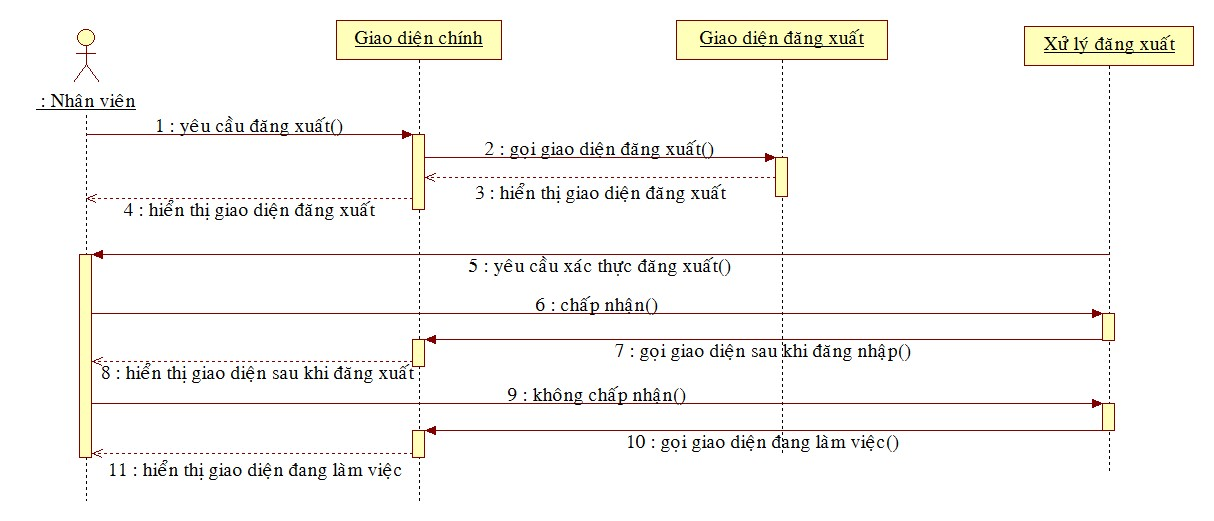 Giao diện chính
Giao diện đăng xuất
Xử lý đăng xuất
: Nhân viên
1 : yêu cầu đăng xuất()
2 : gọi giao diện đăng xuất()
3 : hiển thị giao diện đăng xuất
4 : hiển thị giao diện đăng xuất
5 : yêu cầu xác thực đăng xuất()
6 : chấp nhận()
7 : gọi giao diện sau khi đăng nhập()
8 : hiển thị giao diện sau khi đăng xuất
9 : không chấp nhận()
10 : gọi giao diện đang làm việc()
11 : hiển thị giao diện đang làm việc